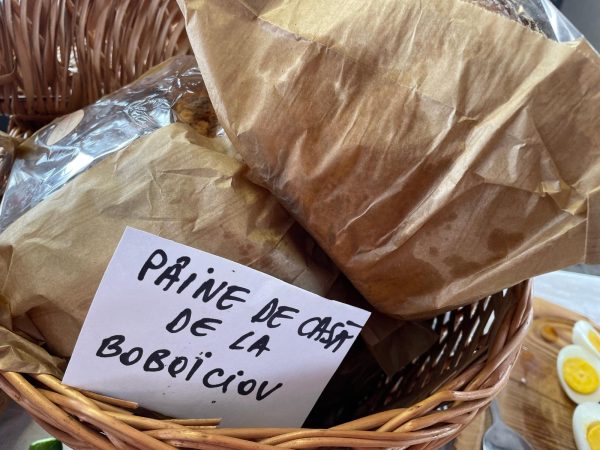 PÂINE DE CASĂ
DE LA
BOBOÏCIOV